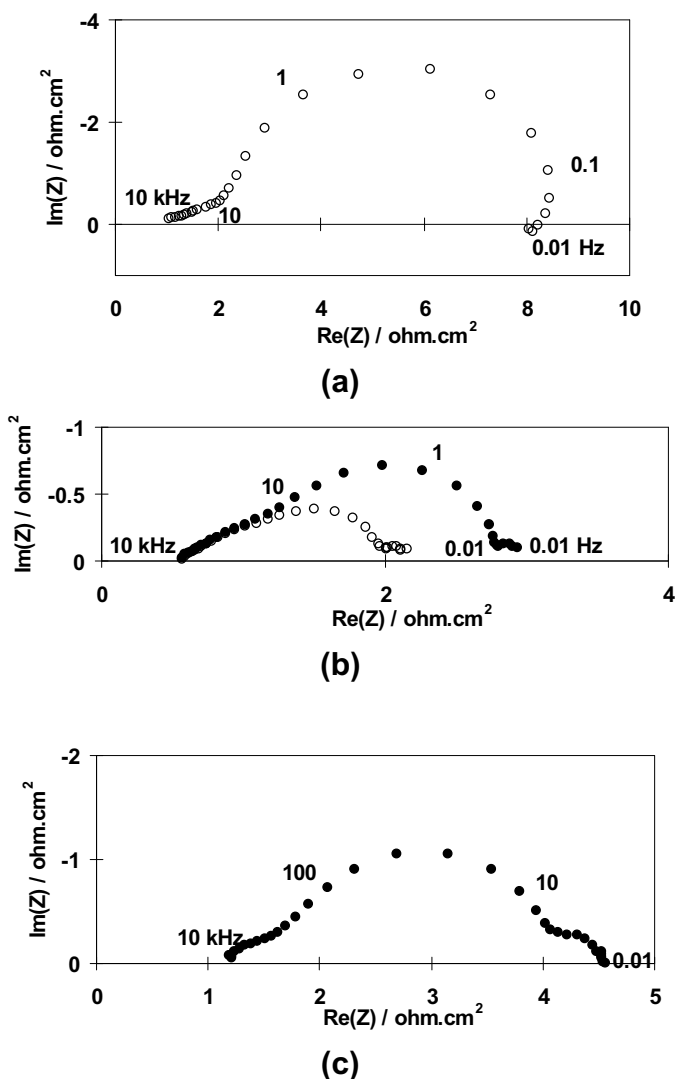 -4
Im(Z) / ohm.cm2
1
-2
0.1
10 kHz
10
0
0.01 Hz
0 2 4 6 8 10
Re(Z) / ohm.cm2
(a)
-1
Im(Z) / ohm.cm2
1
10
-0.5
10 kHz
0.01
0.01 Hz
0
0 2 4
Re(Z) / ohm.cm2
(b)
-2
Im(Z) / ohm.cm2
-1
100
10
10 kHz
0.01
0
0 1 2 3 4 5
Re(Z) / ohm.cm2
(c)